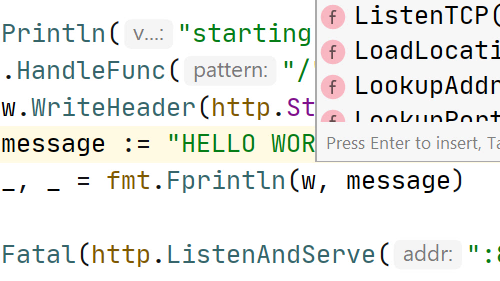 Println( v...: "starting
.HandleFunc( pattern: "/
w.WriteHeader(http.St
message := "HELLO WOR
_, _ = fmt.Fprintln(w, message)
Fatal(http.ListenAndServe( addr: ":
f ListenTCP(
f LoadLocati
f LookupAddr
f LookupPort
Press Enter to insert, Ta